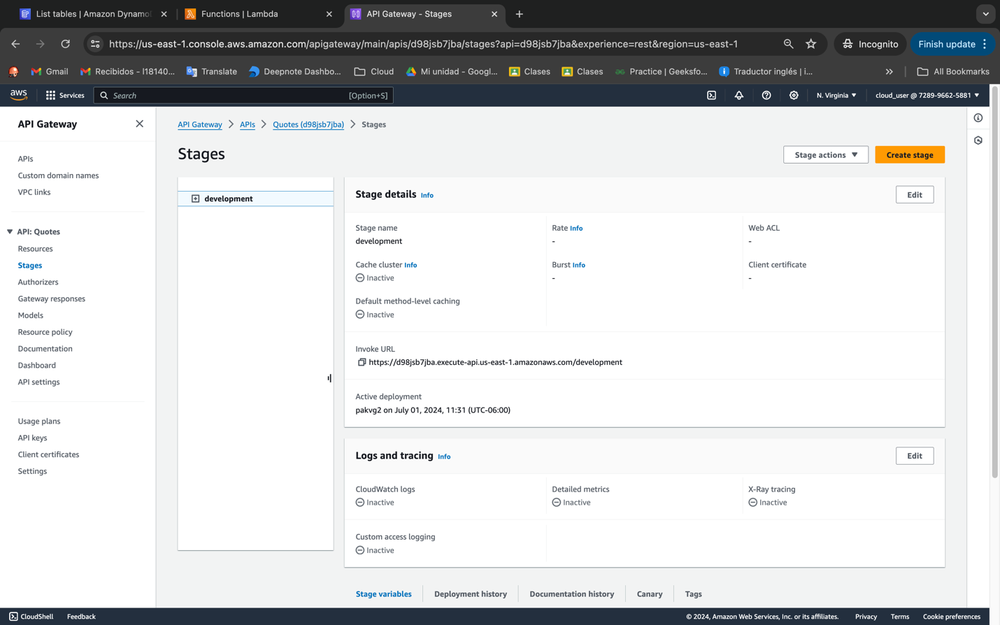 List tables | Amazon Dynamo
Functions | Lambda
API Gateway - Stages
https://us-east-1.console.aws.amazon.com/apigateway/main/apis/d98jsb7jba/stages?api=d98jsb7jba&experience=rest&region=us-east-1
Incognito
Finish update
Gmail
Recibidos - l18140...
Translate
Deepnote Dashbo...
Cloud
Mi unidad - Googl...
Clases
Clases
Practice | Geeksfo...
Traductor inglés | i...
All Bookmarks
aws
Services
Search
[Option+S]
N. Virginia
cloud_user @ 7289-9662-5881
API Gateway
APIs
Custom domain names
VPC links
API: Quotes
Resources
Stages
Authorizers
Gateway responses
Models
Resource policy
Documentation
Dashboard
API settings
Usage plans
API keys
Client certificates
Settings
API Gateway
APIs
Quotes (d98jsb7jba)
Stages
Stages
Stage actions
Create stage
development
Stage details Info
Edit
Stage name
development
Rate Info
-
Web ACL
-
Cache cluster Info
Inactive
Burst Info
-
Client certificate
-
Default method-level caching
Inactive
Invoke URL
https://d98jsb7jba.execute-api.us-east-1.amazonaws.com/development
Active deployment
pakvg2 on July 01, 2024, 11:31 (UTC-06:00)
Logs and tracing Info
Edit
CloudWatch logs
Inactive
Detailed metrics
Inactive
X-Ray tracing
Inactive
Custom access logging
Inactive
Stage variables
Deployment history
Documentation history
Canary
Tags
CloudShell
Feedback
© 2024, Amazon Web Services, Inc. or its affiliates.
Privacy
Terms
Cookie preferences